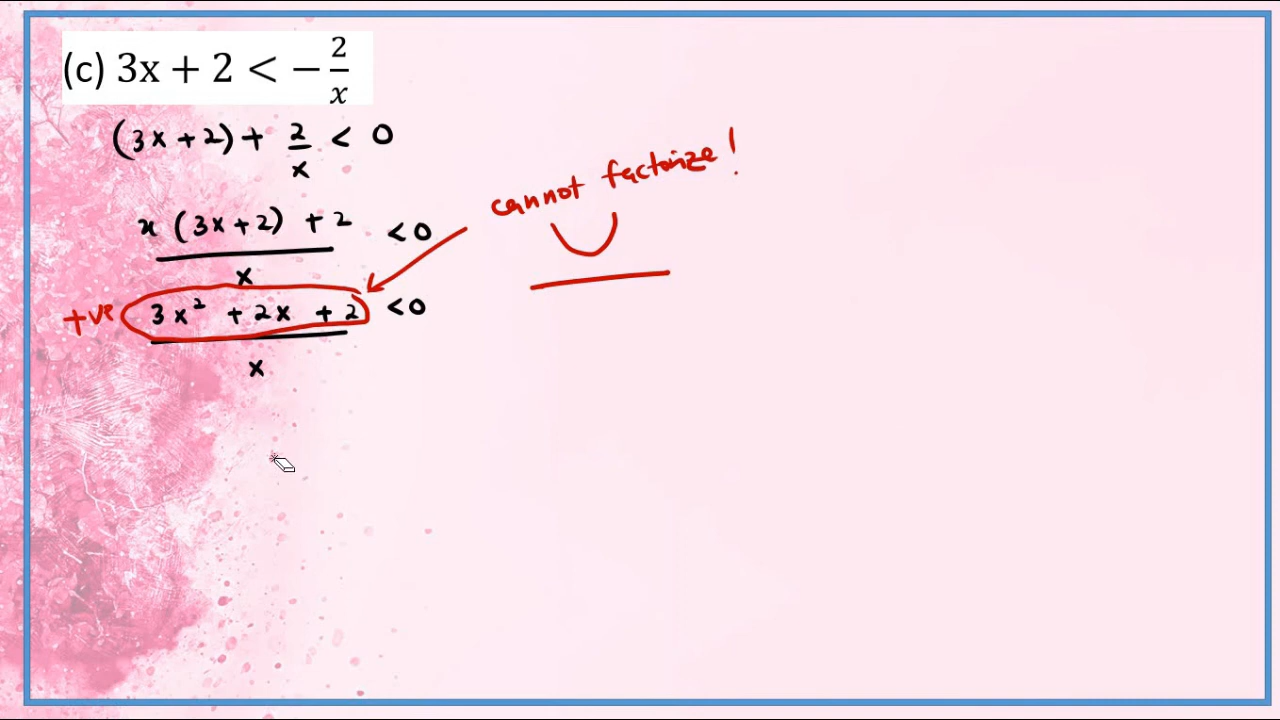 (c) 3x + 2 < − 2/x
(3x + 2) + 2/x < 0
x (3x + 2) + 2 < 0
x
cannot factorize !
+ve 3x² + 2x + 2 < 0
x